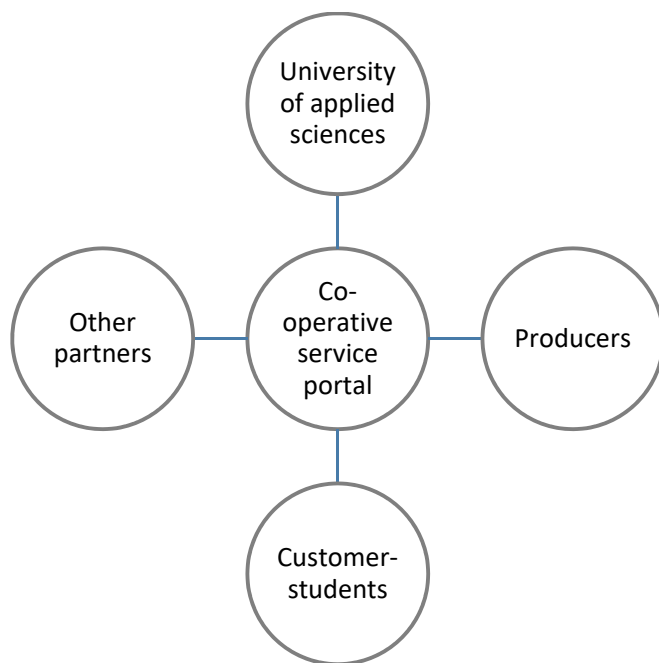 University
of applied
sciences
Other
partners
Co-
operative
service
portal
Producers
Customer-
students